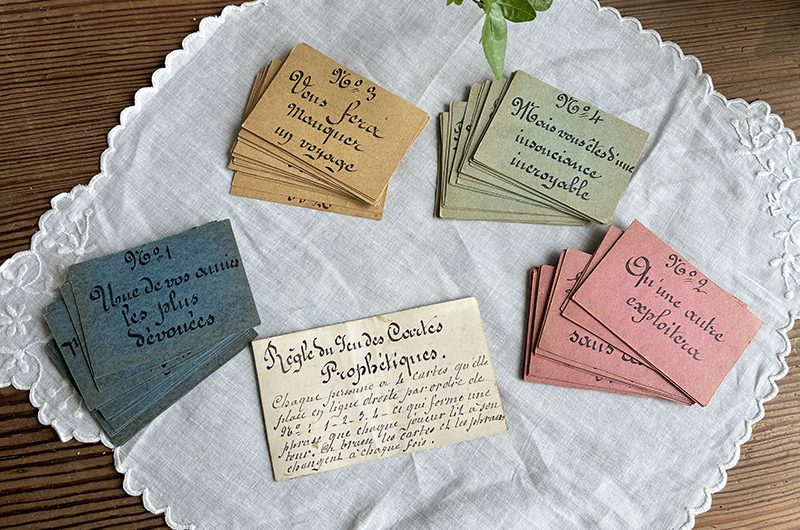 No 3
Vous fera
manquer
un voyage
No 4
Mais vous êtes d'une
insouciance
incroyable
No 1
Une de vos amies
les plus
dévouées
No 2
Qu'une autre
exploitera
sans
Règle du Jeu des Cartes
Prophétiques.
Chaque personne a 4 cartes qu'elle
place en ligne droite par ordre de
Nos 1-2-3-4- ce qui forme une
phrase que chaque joueur lit à son
tour. On brasse les cartes et les phrases
changent à chaque fois.